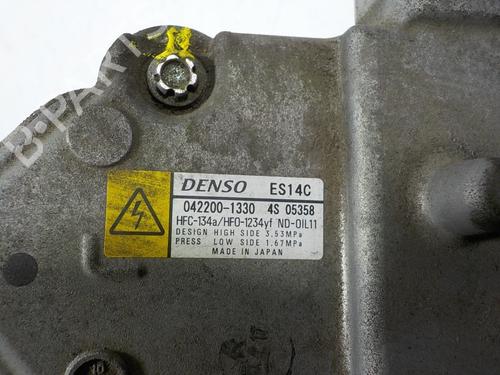 DENSO ES14C
042200-1330 4S 05358
HFC-134a/HFO-1234yf ND-OIL11
DESIGN HIGH SIDE 3.53MPa
PRESS LOW SIDE 1.67MPa
MADE IN JAPAN
B-PARTS